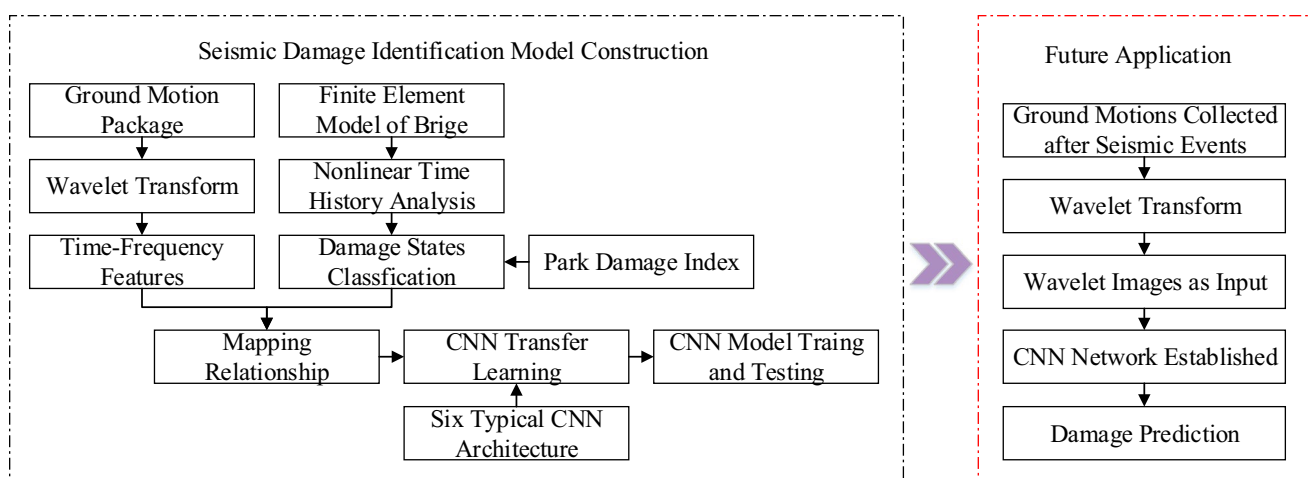 Seismic Damage Identification Model Construction
Ground Motion
Package
Finite Element
Model of Brige
Wavelet Transform
Nonlinear Time
History Analysis
Time-Frequency
Features
Damage States
Classfication
Park Damage Index
Mapping
Relationship
CNN Transfer
Learning
CNN Model Traing
and Testing
Six Typical CNN
Architecture
Future Application
Ground Motions Collected
after Seismic Events
Wavelet Transform
Wavelet Images as Input
CNN Network Established
Damage Prediction